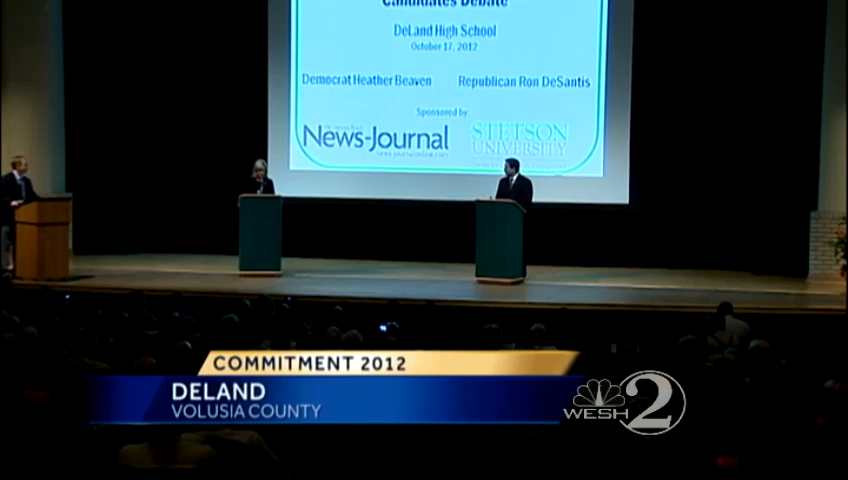 Candidates Debate
DeLand High School
October 17, 2012
Democrat Heather Beaven
Republican Ron DeSantis
Sponsored by:
News-Journal
STETSON
UNIVERSITY
COMMITMENT 2012
DELAND
VOLUSIA COUNTY
WESH 2